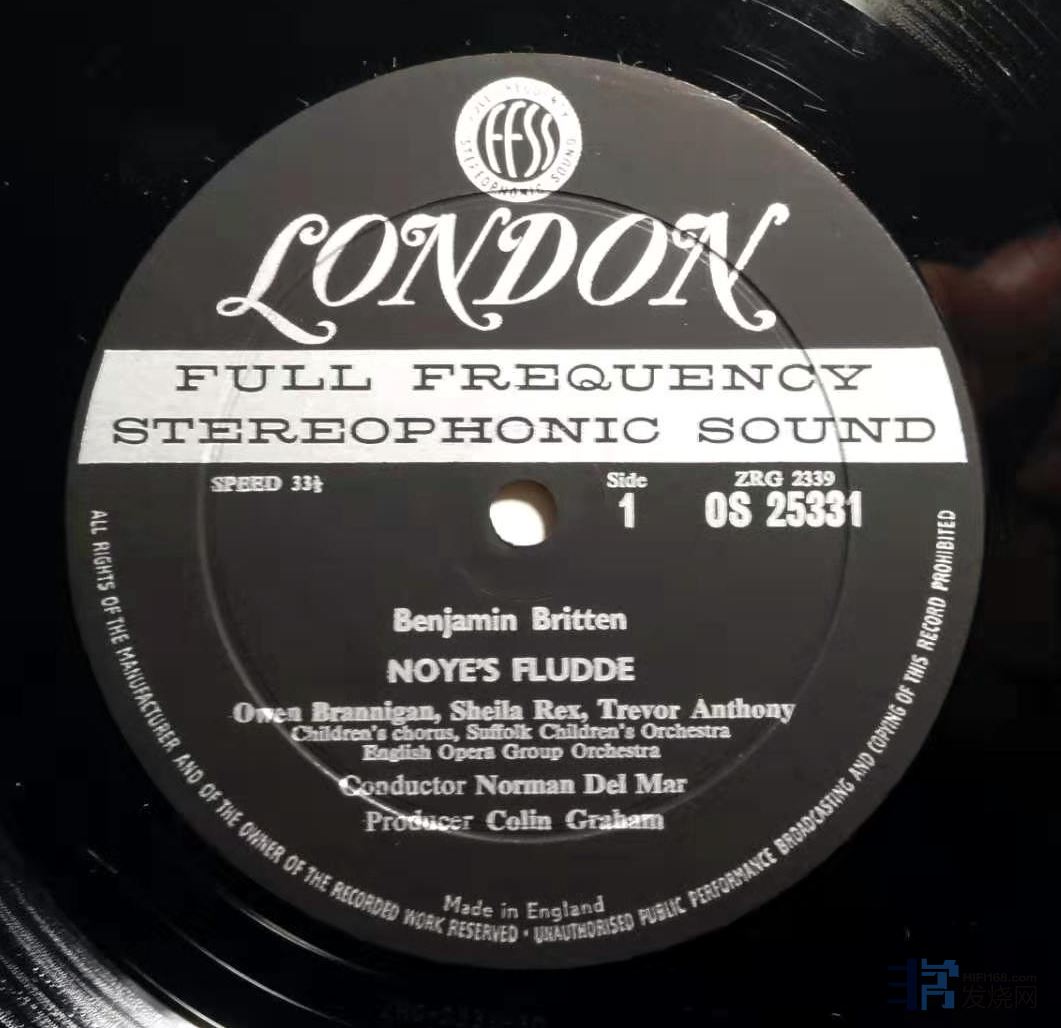 FULL FREQUENCY STEREOPHONIC SOUND
FFSS
LONDON
FULL FREQUENCY
STEREOPHONIC SOUND
SPEED 33⅓
Side
1
ZRG 2339
OS 25331
Benjamin Britten
NOYE'S FLUDDE
Owen Brannigan, Sheila Rex, Trevor Anthony
Children's chorus, Suffolk Children's Orchestra
English Opera Group Orchestra
Conductor Norman Del Mar
Producer Colin Graham
Made in England
ALL RIGHTS OF THE MANUFACTURER AND OF THE OWNER OF THE RECORDED WORK RESERVED · UNAUTHORISED PUBLIC PERFORMANCE BROADCASTING AND COPYING OF THIS RECORD PROHIBITED
HIFI168.com
发烧网